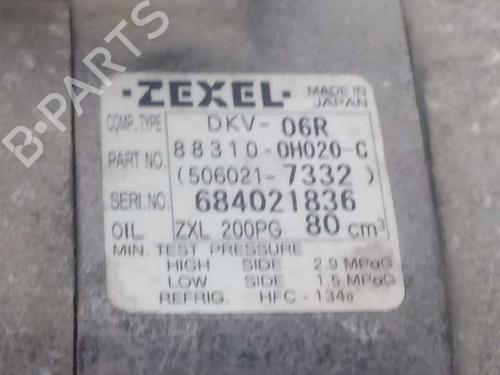 B-PARTS
·ZEXEL· MADE IN JAPAN
COMP.TYPE DKV-06R
PART NO. 88310-0H020-C
(506021-7332)
SERI.NO. 684021836
OIL ZXL 200PG 80 cm³
MIN. TEST PRESSURE
HIGH SIDE 2.9 MPaG
LOW SIDE 1.5 MPaG
REFRIG. HFC-134a